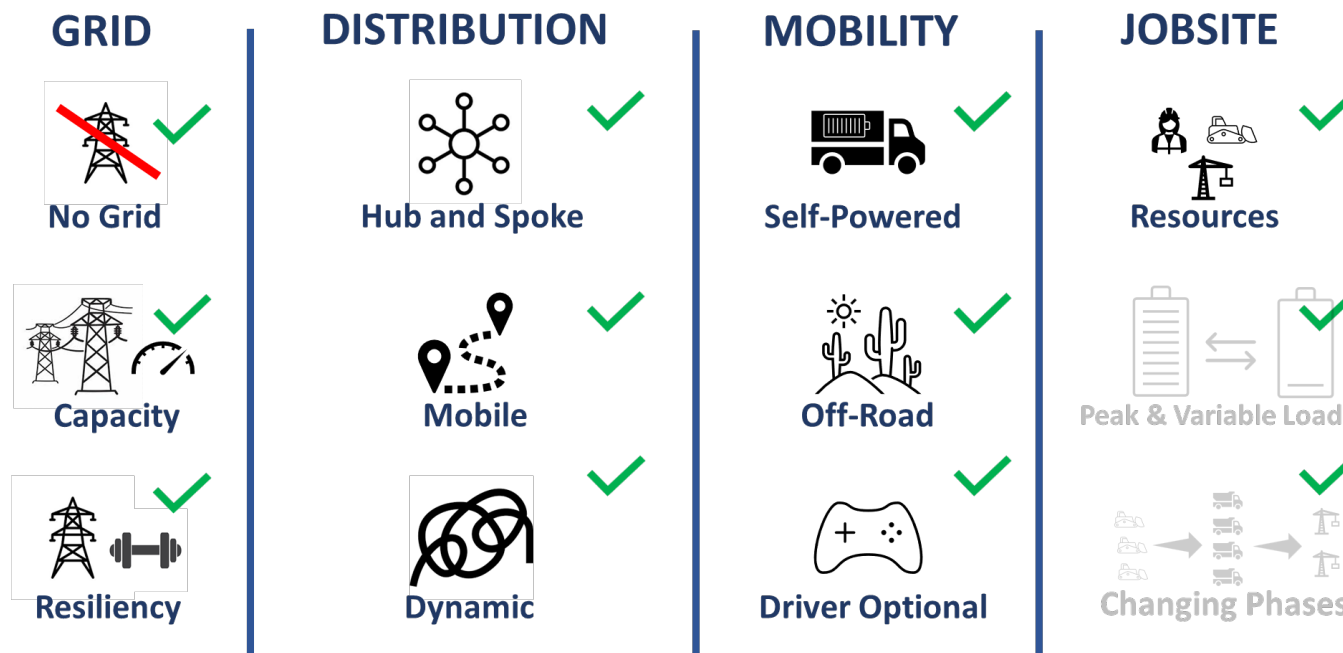 GRID
DISTRIBUTION
MOBILITY
JOBSITE
No Grid
Hub and Spoke
Self-Powered
Resources
Capacity
Mobile
Off-Road
Peak & Variable Load
Resiliency
Dynamic
Driver Optional
Changing Phases